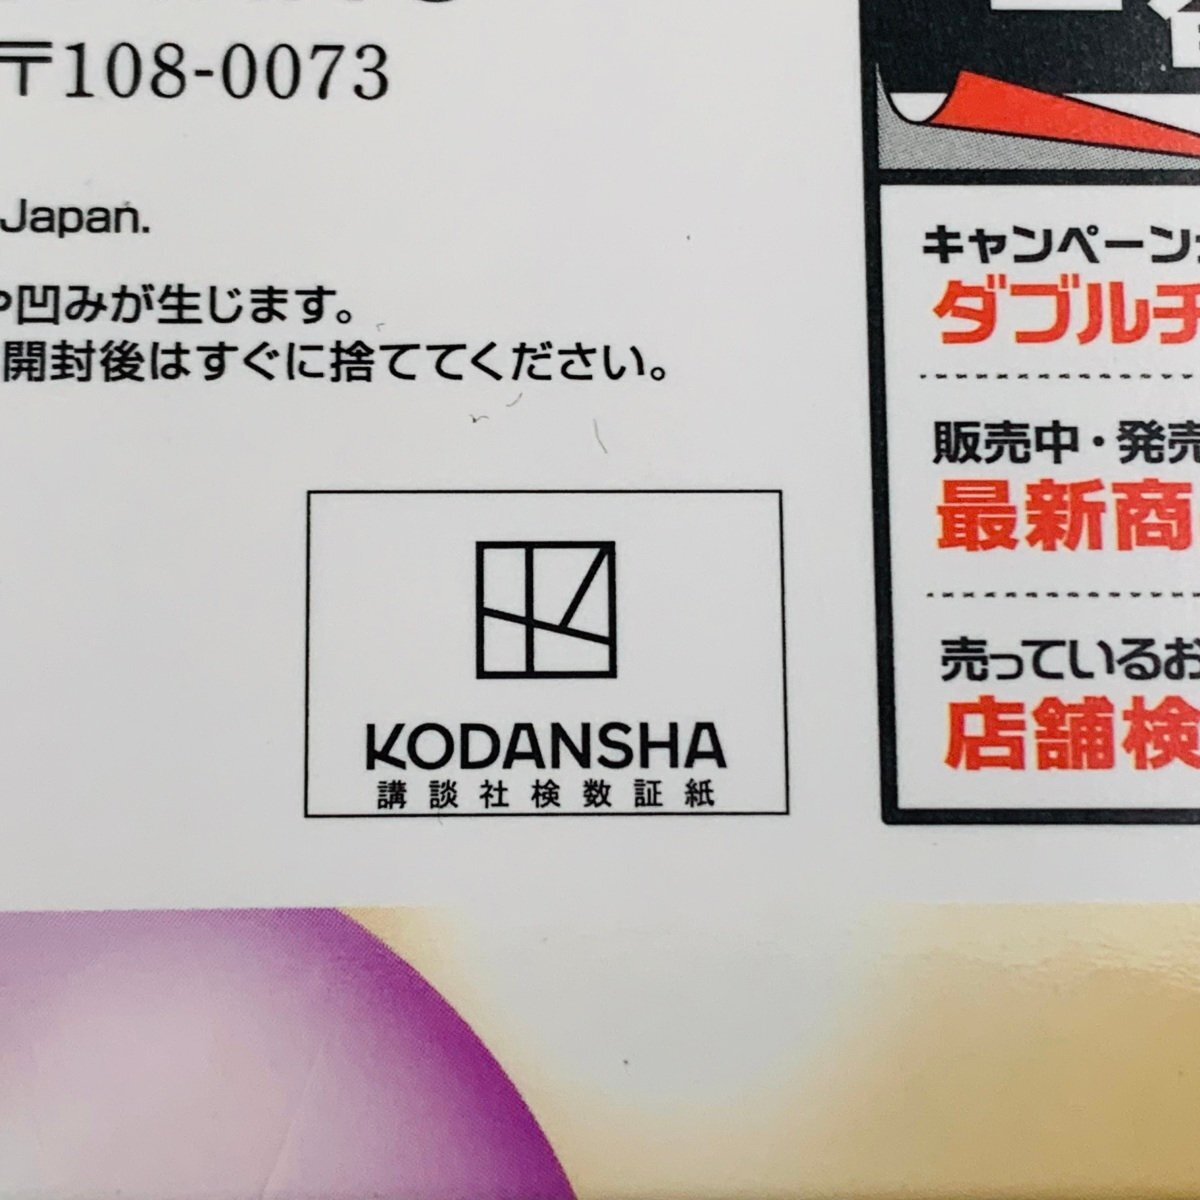 〒108-0073
Japan.
凹みが生じます。
開封後はすぐに捨ててください。
KODANSHA
講談社検数証紙
キャンペーン
ダブルチ
販売中・発売
最新商
売っているお
店舗検